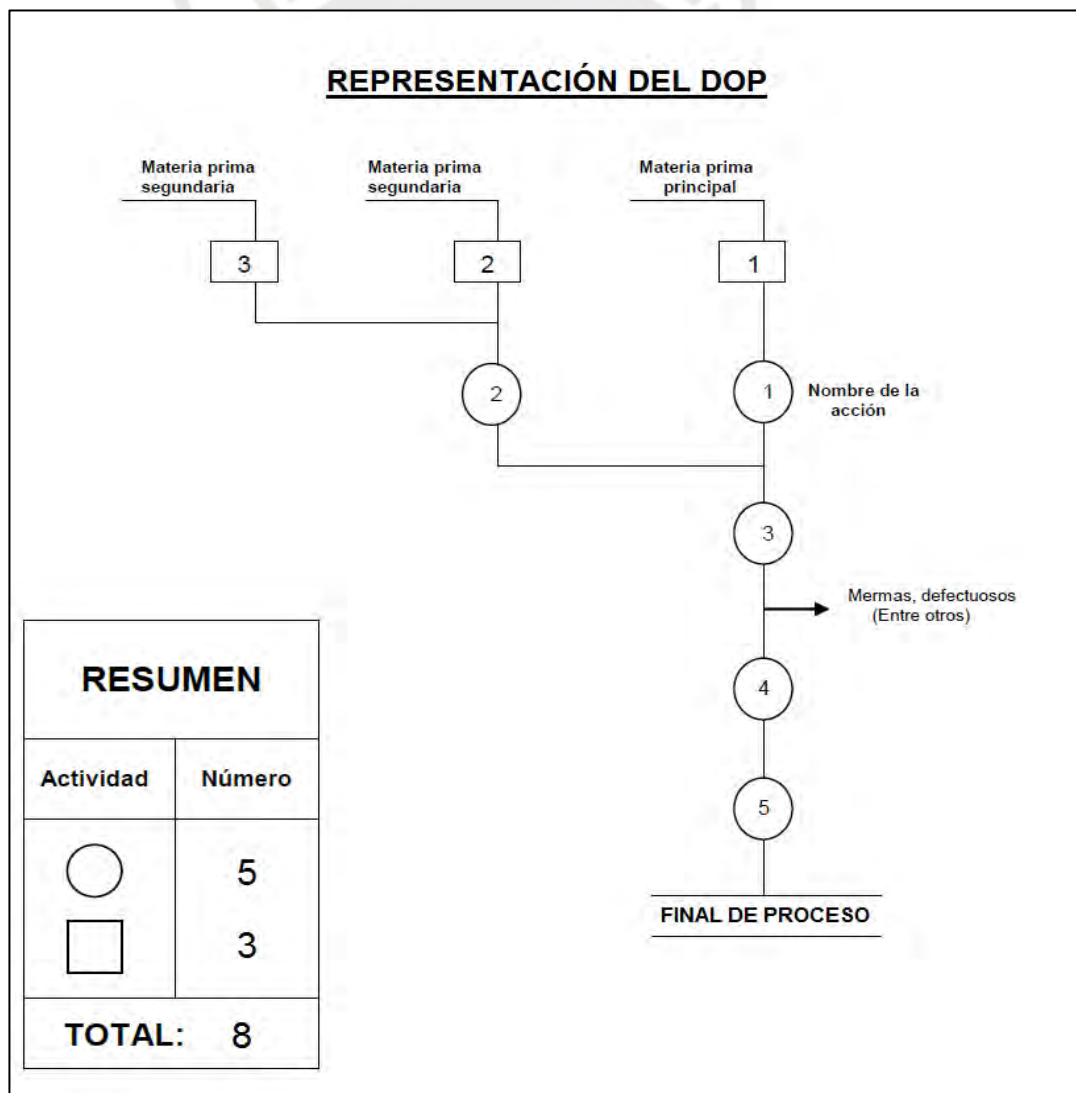 REPRESENTACIÓN DEL DOP
Materia prima
segundaria
Materia prima
segundaria
Materia prima
principal
3
2
1
2
1
Nombre de la
acción
3
Mermas, defectuosos
(Entre otros)
4
5
FINAL DE PROCESO
RESUMEN
Actividad Número
5
3
TOTAL: 8